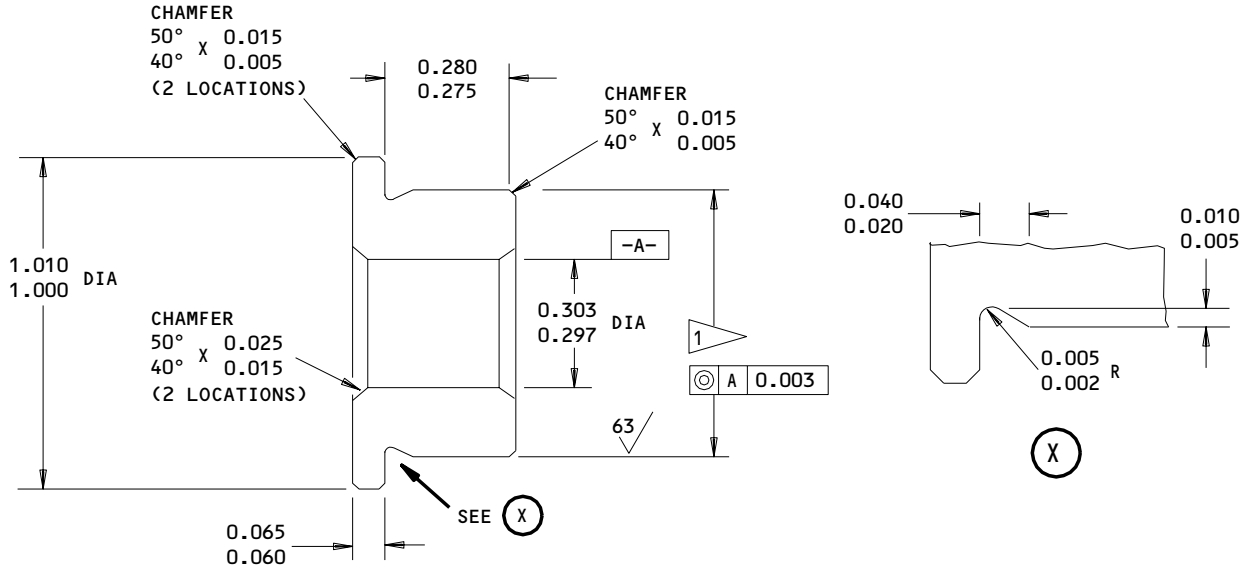 CHAMFER
50° X 0.015
40° 0.005
(2 LOCATIONS)
0.280
0.275
CHAMFER
50° X 0.015
40° 0.005
1.010 DIA
1.000
-A-
0.303 DIA
0.297
1
◎ A 0.003
CHAMFER
50° X 0.025
40° 0.015
(2 LOCATIONS)
63
SEE X
0.065
0.060
0.040
0.020
0.010
0.005
0.005 R
0.002
X